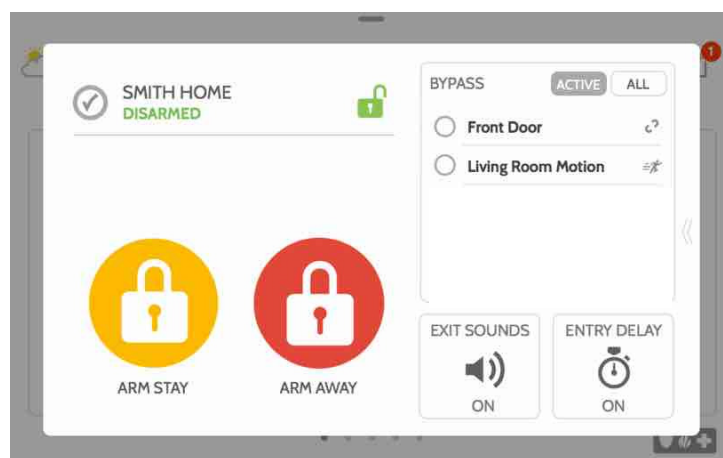 SMITH HOME
DISARMED
ARM STAY
ARM AWAY
BYPASS
ACTIVE
ALL
Front Door
Living Room Motion
EXIT SOUNDS
ON
ENTRY DELAY
ON
1